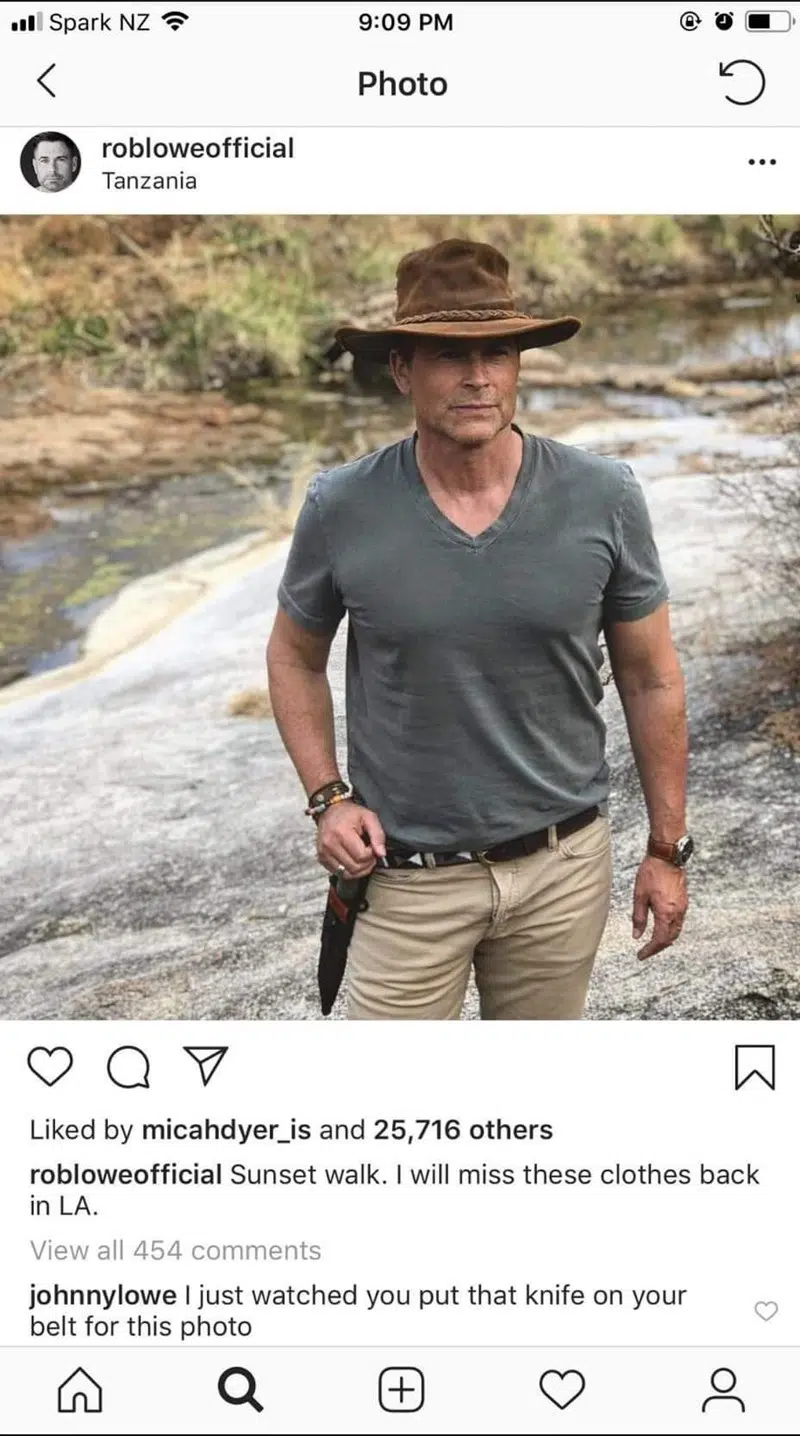 Spark NZ 9:09 PM
Photo
robloweofficial
Tanzania
Liked by micahdyer_is and 25,716 others
robloweofficial Sunset walk. I will miss these clothes back
in LA.
View all 454 comments
johnnylowe I just watched you put that knife on your
belt for this photo